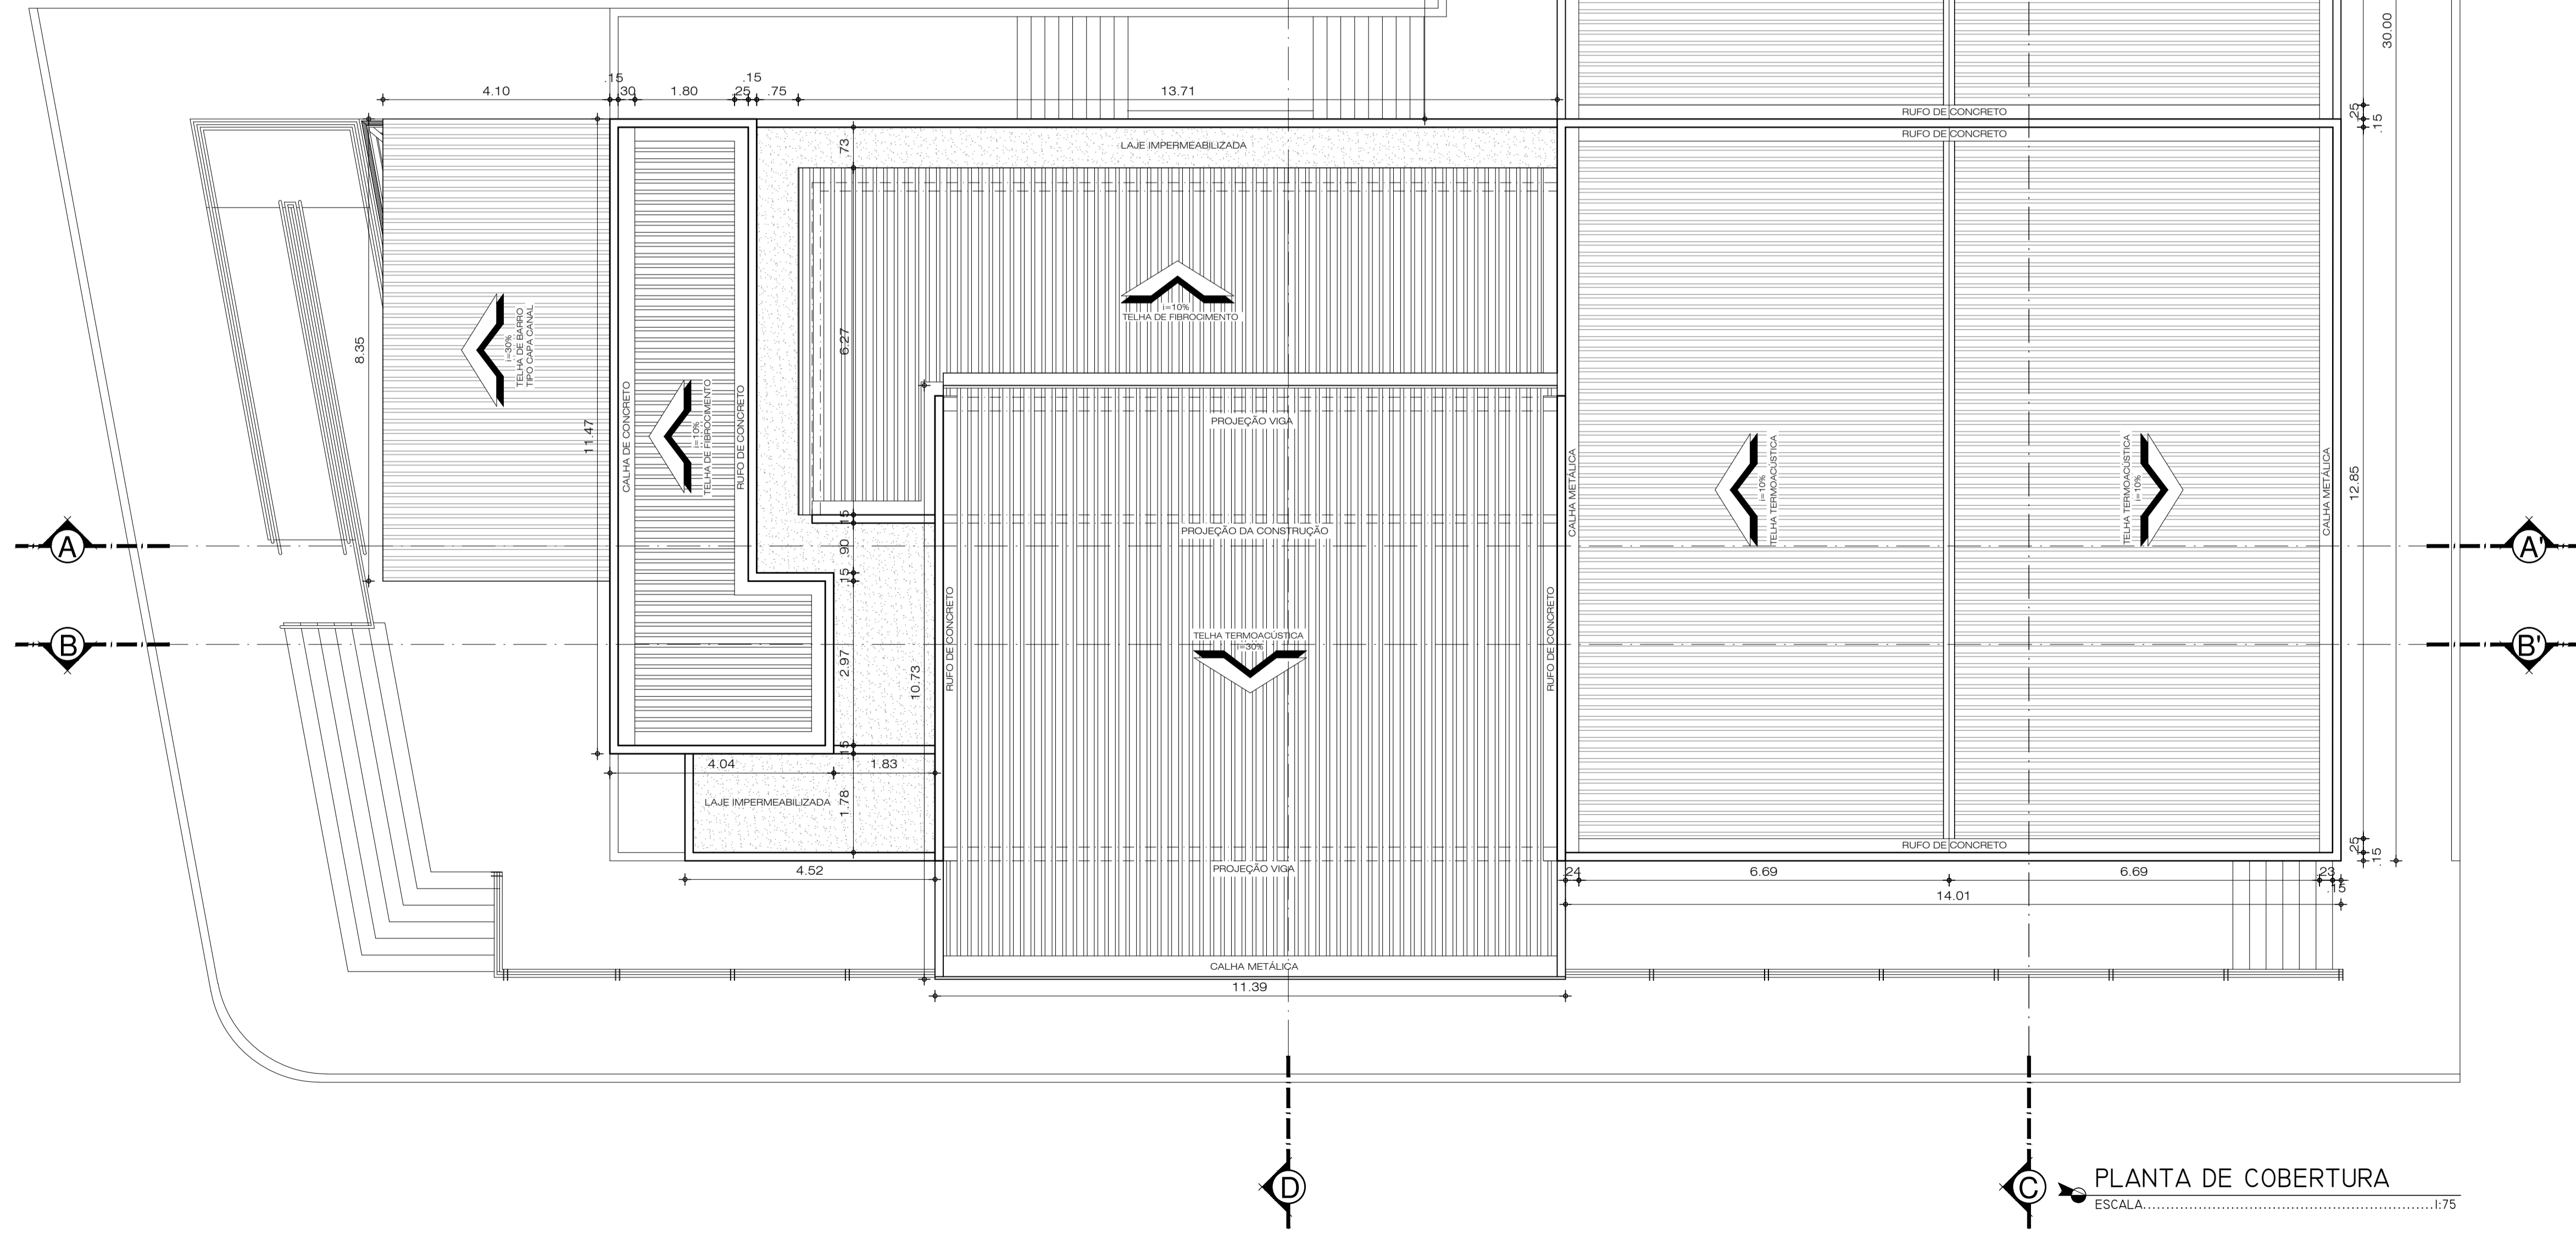 30.00
.15
.15
4.10
.30
1.80
.25
.75
13.71
RUFO DE CONCRETO
.25
.15
RUFO DE CONCRETO
.73
LAJE IMPERMEABILIZADA
i=10%
TELHA DE FIBROCIMENTO
6.27
8.35
i=30%
TELHA DE BARRO
TIPO CAPA CANAL
11.47
CALHA DE CONCRETO
i=10%
TELHA DE FIBROCIMENTO
RUFO DE CONCRETO
PROJEÇÃO VIGA
CALHA METÁLICA
i=10%
TELHA TERMOACÚSTICA
TELHA TERMOACÚSTICA
i=10%
CALHA METÁLICA
12.85
15
PROJEÇÃO DA CONSTRUÇÃO
A
.90
A'
15
RUFO DE CONCRETO
RUFO DE CONCRETO
TELHA TERMOACÚSTICA
i=30%
B
B'
2.97
10.73
15
4.04
1.83
LAJE IMPERMEABILIZADA
1.78
RUFO DE CONCRETO
.25
.15
4.52
PROJEÇÃO VIGA
.24
6.69
6.69
.23
.15
14.01
CALHA METÁLICA
11.39
D
C
PLANTA DE COBERTURA
ESCALA............................................................1:75